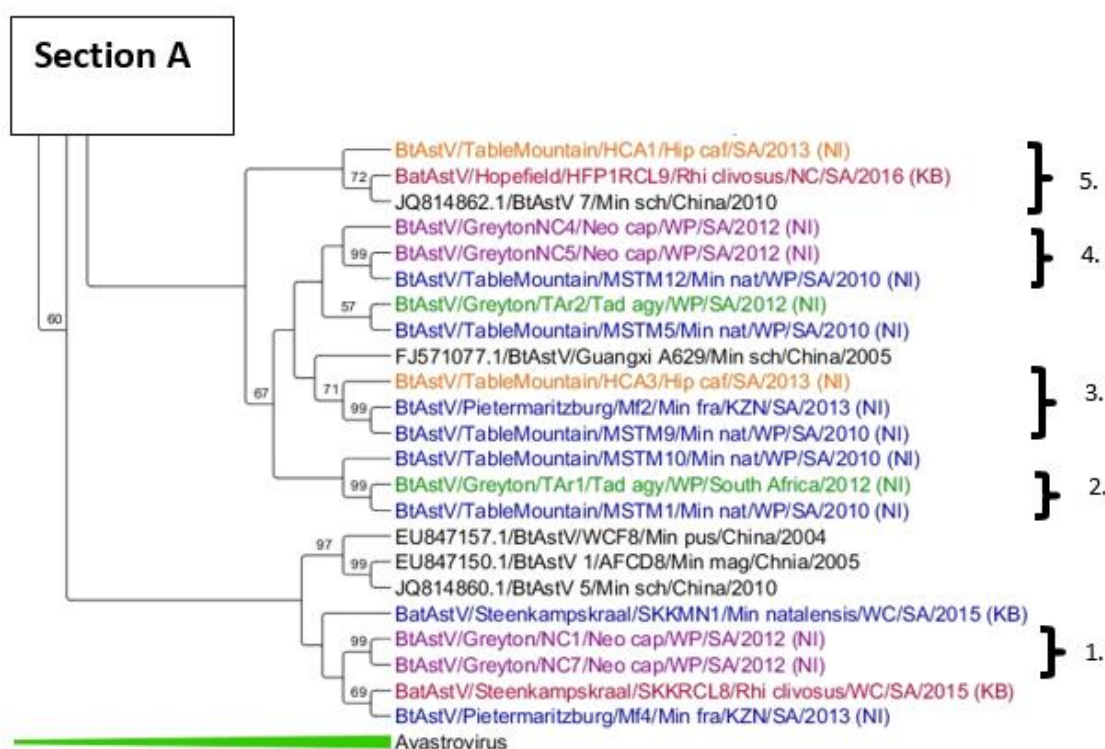 Section A
BtAstV/TableMountain/HCA1/Hip caf/SA/2013 (NI)
72
BatAstV/Hopefield/HFP1RCL9/Rhi clivosus/NC/SA/2016 (KB)
5.
JQ814862.1/BtAstV 7/Min sch/China/2010
BtAstV/GreytonNC4/Neo cap/WP/SA/2012 (NI)
99
BtAstV/GreytonNC5/Neo cap/WP/SA/2012 (NI)
4.
BtAstV/TableMountain/MSTM12/Min nat/WP/SA/2010 (NI)
57
BtAstV/Greyton/TAr2/Tad agy/WP/SA/2012 (NI)
60
BtAstV/TableMountain/MSTM5/Min nat/WP/SA/2010 (NI)
FJ571077.1/BtAstV/Guangxi A629/Min sch/China/2005
67
71
BtAstV/TableMountain/HCA3/Hip caf/SA/2013 (NI)
3.
99
BtAstV/Pietermaritzburg/Mf2/Min fra/KZN/SA/2013 (NI)
BtAstV/TableMountain/MSTM9/Min nat/WP/SA/2010 (NI)
BtAstV/TableMountain/MSTM10/Min nat/WP/SA/2010 (NI)
99
BtAstV/Greyton/TAr1/Tad agy/WP/South Africa/2012 (NI)
2.
BtAstV/TableMountain/MSTM1/Min nat/WP/SA/2010 (NI)
97
EU847157.1/BtAstV/WCF8/Min pus/China/2004
99
EU847150.1/BtAstV 1/AFCD8/Min mag/Chnia/2005
JQ814860.1/BtAstV 5/Min sch/China/2010
BatAstV/Steenkampskraal/SKKMN1/Min natalensis/WC/SA/2015 (KB)
99
BtAstV/Greyton/NC1/Neo cap/WP/SA/2012 (NI)
1.
BtAstV/Greyton/NC7/Neo cap/WP/SA/2012 (NI)
69
BatAstV/Steenkampskraal/SKKRCL8/Rhi clivosus/WC/SA/2015 (KB)
BtAstV/Pietermaritzburg/Mf4/Min fra/KZN/SA/2013 (NI)
Avastrovirus